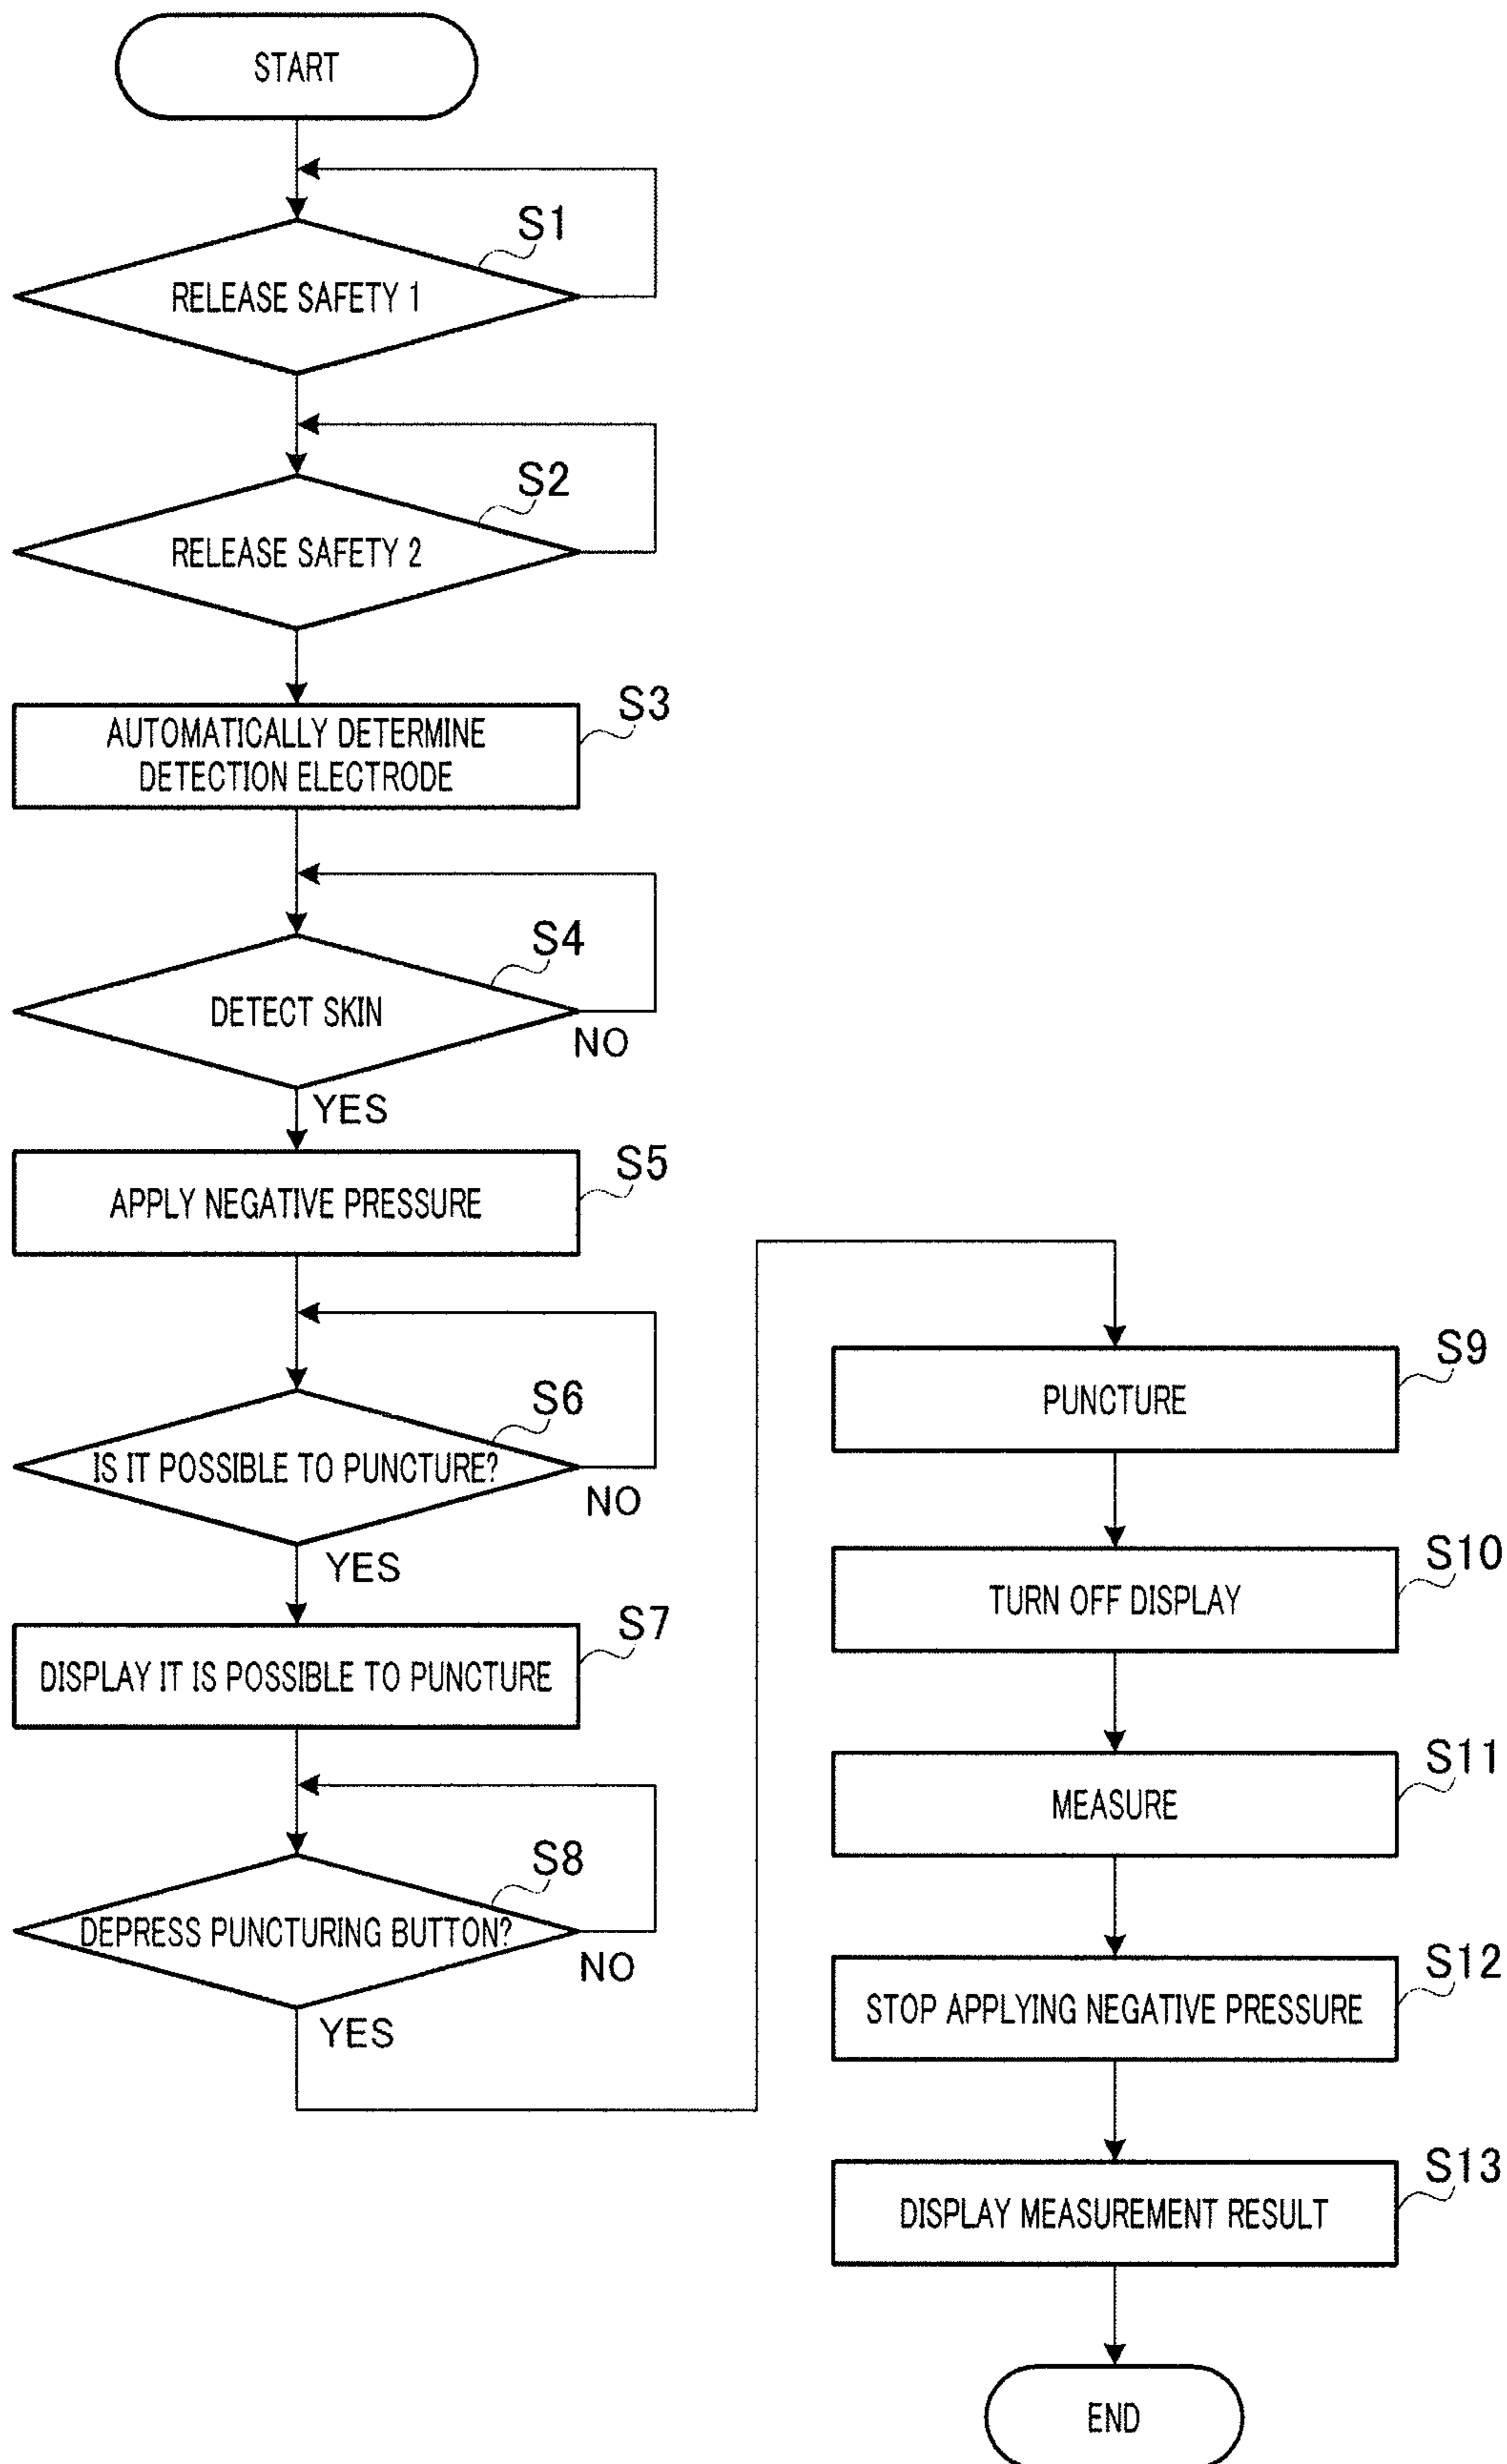 START
S1
RELEASE SAFETY 1
S2
RELEASE SAFETY 2
S3
AUTOMATICALLY DETERMINE
DETECTION ELECTRODE
S4
DETECT SKIN
NO
YES
S5
APPLY NEGATIVE PRESSURE
S6
IS IT POSSIBLE TO PUNCTURE?
NO
YES
S7
DISPLAY IT IS POSSIBLE TO PUNCTURE
S8
DEPRESS PUNCTURING BUTTON?
NO
YES
S9
PUNCTURE
S10
TURN OFF DISPLAY
S11
MEASURE
S12
STOP APPLYING NEGATIVE PRESSURE
S13
DISPLAY MEASUREMENT RESULT
END